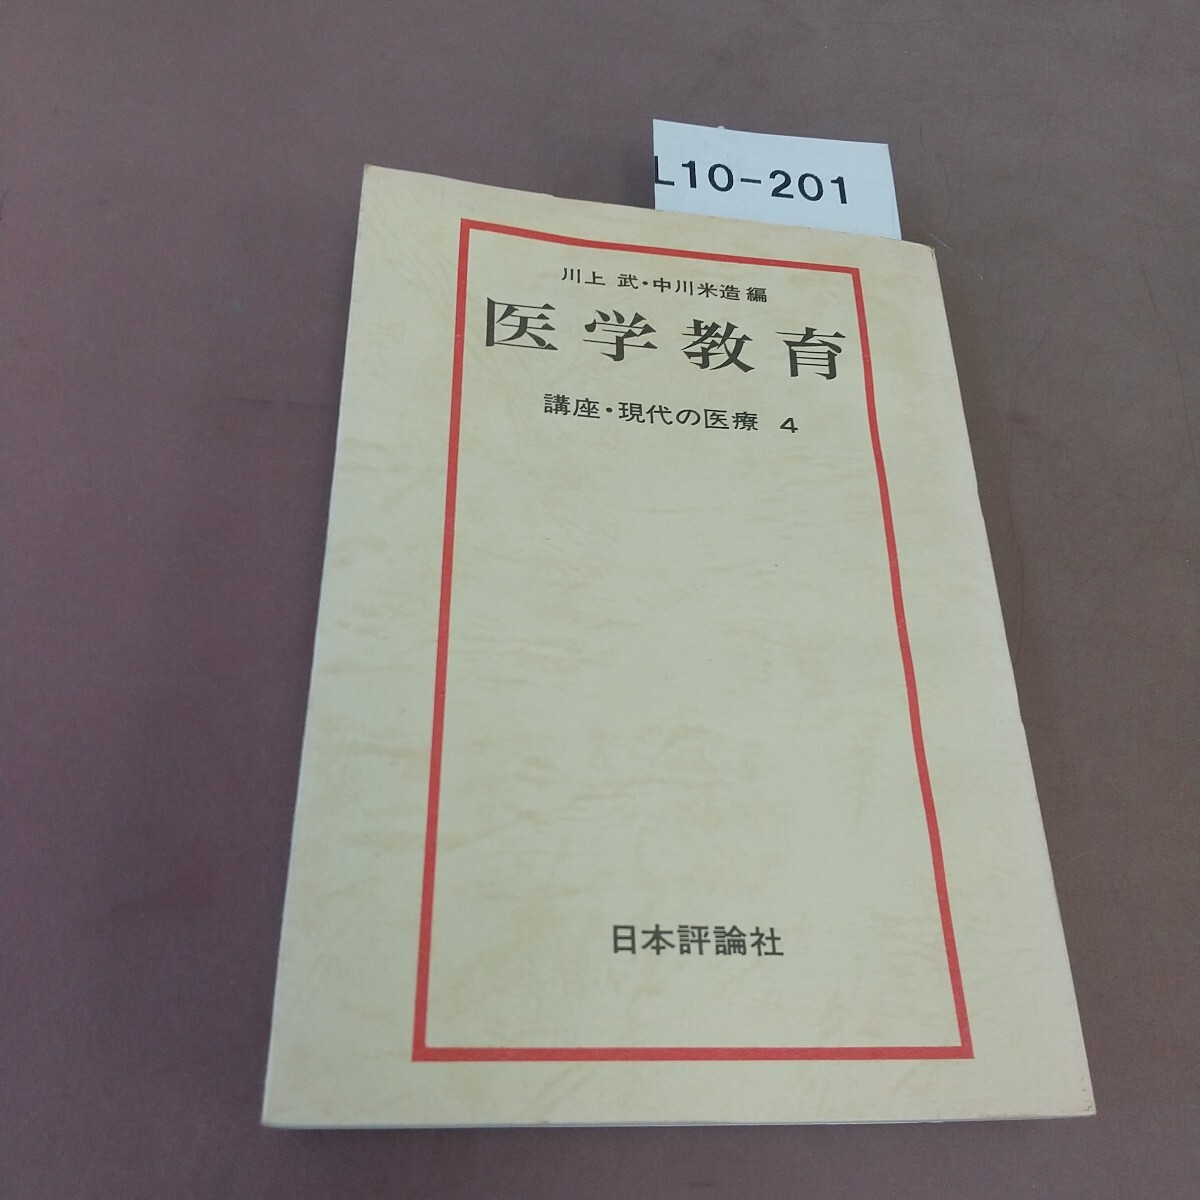 L10-201
川上 武・中川米造 編
医学教育
講座・現代の医療 4
日本評論社